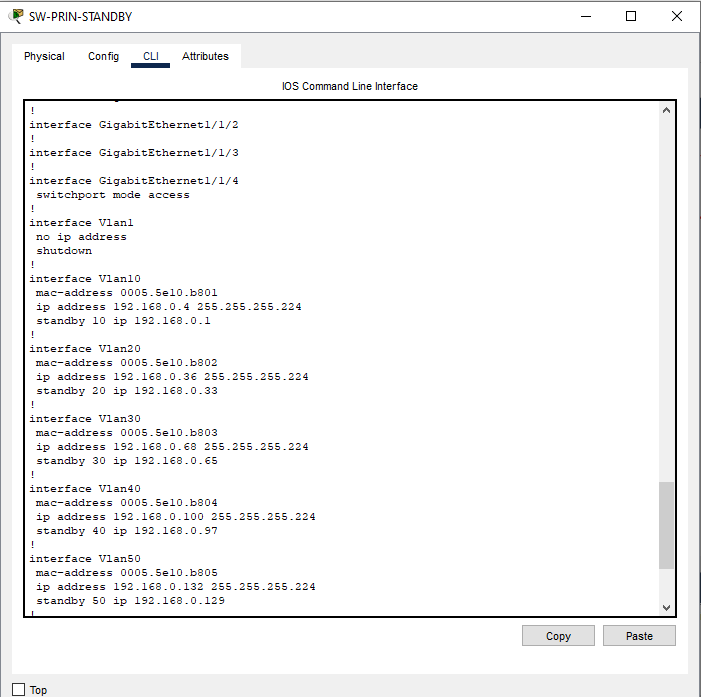 SW-PRIN-STANDBY
Physical Config CLI Attributes
IOS Command Line Interface
!
interface GigabitEthernet1/1/2
!
interface GigabitEthernet1/1/3
!
interface GigabitEthernet1/1/4
 switchport mode access
!
interface Vlan1
 no ip address
 shutdown
!
interface Vlan10
 mac-address 0005.5e10.b801
 ip address 192.168.0.4 255.255.255.224
 standby 10 ip 192.168.0.1
!
interface Vlan20
 mac-address 0005.5e10.b802
 ip address 192.168.0.36 255.255.255.224
 standby 20 ip 192.168.0.33
!
interface Vlan30
 mac-address 0005.5e10.b803
 ip address 192.168.0.68 255.255.255.224
 standby 30 ip 192.168.0.65
!
interface Vlan40
 mac-address 0005.5e10.b804
 ip address 192.168.0.100 255.255.255.224
 standby 40 ip 192.168.0.97
!
interface Vlan50
 mac-address 0005.5e10.b805
 ip address 192.168.0.132 255.255.255.224
 standby 50 ip 192.168.0.129
!
Copy Paste
Top